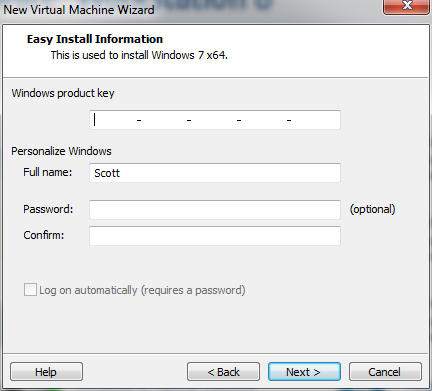 New Virtual Machine Wizard
Easy Install Information
This is used to install Windows 7 x64.
Windows product key
- - - -
Personalize Windows
Full name: Scott
Password: (optional)
Confirm:
Log on automatically (requires a password)
Help < Back Next > Cancel